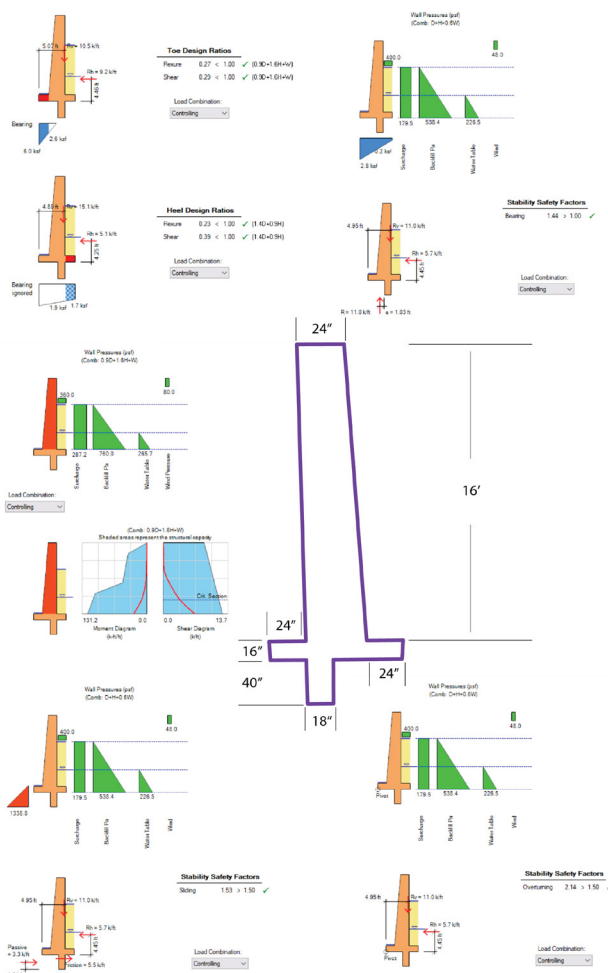 5.07 ft
Rv = 10.5 k/ft
Rh = 9.2 k/ft
4.46 ft
Bearing
2.6 ksf
6.0 ksf
Toe Design Ratios
Flexure 0.27 < 1.00 ✓ (0.9D+1.6H+W)
Shear 0.29 < 1.00 ✓ (0.9D+1.6H+W)
Load Combination:
Controlling
Wall Pressures (psf)
(Comb: D+H+0.6W)
400.0
48.0
179.5 538.4 226.5
2.8 ksf
Surcharge
Backfill Pa
Water Table
Wind
Rv = 15.1 k/ft
Rh = 5.1 k/ft
4.25 ft
Bearing
ignored
1.9 ksf 1.7 ksf
Heel Design Ratios
Flexure 0.23 < 1.00 ✓ (1.4D+0.9H)
Shear 0.39 < 1.00 ✓ (1.4D+0.9H)
Load Combination:
Controlling
4.95 ft
Rv = 11.0 k/ft
Rh = 5.7 k/ft
4.45 ft
R = 11.0 k/ft e = 1.03 ft
Stability Safety Factors
Bearing 1.44 > 1.00 ✓
Load Combination:
Controlling
24"
16'
24"
16"
40"
24"
18"
Wall Pressures (psf)
(Comb: 0.9D+1.6H+W)
360.0
80.0
287.2 760.0 265.7
Surcharge
Backfill Pa
Water Table
Wind Pressure
Load Combination:
Controlling
(Comb: 0.9D+1.6H+W)
Shaded areas represent the structural capacity
Crit. Section
131.2 0.0 0.0 13.7
Moment Diagram
(k-ft/ft)
Shear Diagram
(k/ft)
Wall Pressures (psf)
(Comb: D+H+0.6W)
400.0
48.0
179.5 538.4 226.5
1335.8
Surcharge
Backfill Pa
Water Table
Wind
Wall Pressures (psf)
(Comb: D+H+0.6W)
400.0
48.0
Pivot
179.5 538.4 226.5
Surcharge
Backfill Pa
Water Table
Wind
4.95 ft
Rv = 11.0 k/ft
Rh = 5.7 k/ft
4.45 ft
Passive
= 3.3 k/ft
= 5.5 k/ft
Stability Safety Factors
Sliding 1.53 > 1.50 ✓
Load Combination:
Controlling
4.95 ft
Rv = 11.0 k/ft
Rh = 5.7 k/ft
4.45 ft
Pivot
Stability Safety Factors
Overturning 2.14 > 1.50
Load Combination:
Controlling